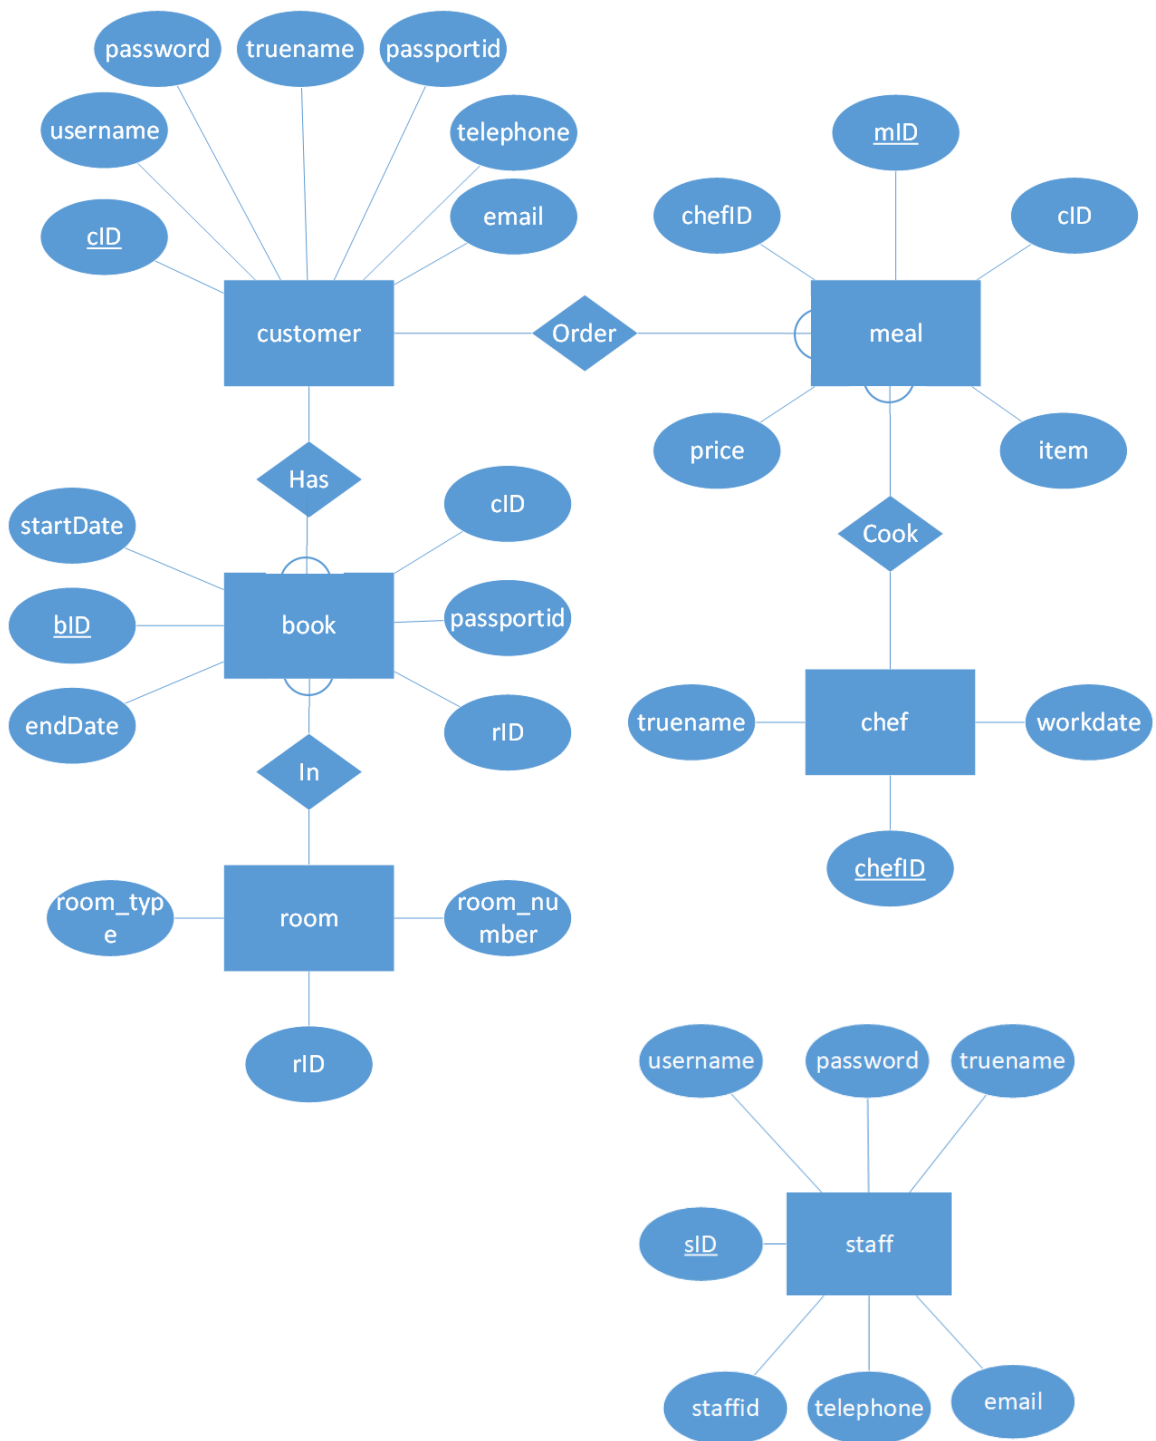 password
truename
passportid
username
telephone
cID
email
customer
Order
meal
mID
chefID
cID
price
item
Has
Cook
startDate
cID
bID
book
passportid
endDate
rID
In
truename
chef
workdate
chefID
room_typ
e
room
room_nu
mber
rID
username
password
truename
sID
staff
staffid
telephone
email